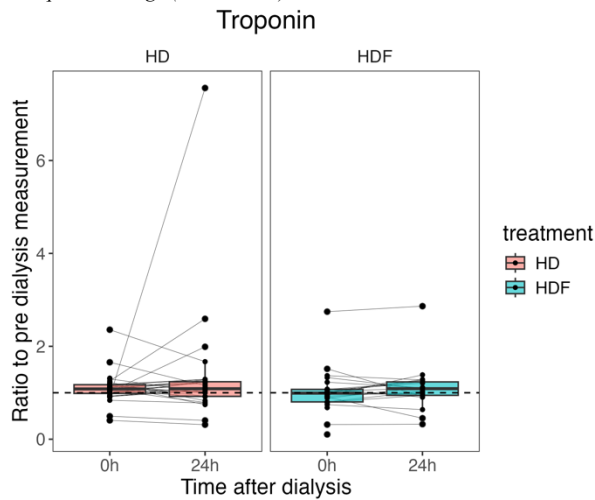 Troponin
HD
HDF
Ratio to pre dialysis measurement
6
4
2
0
0h
24h
0h
24h
Time after dialysis
treatment
HD
HDF